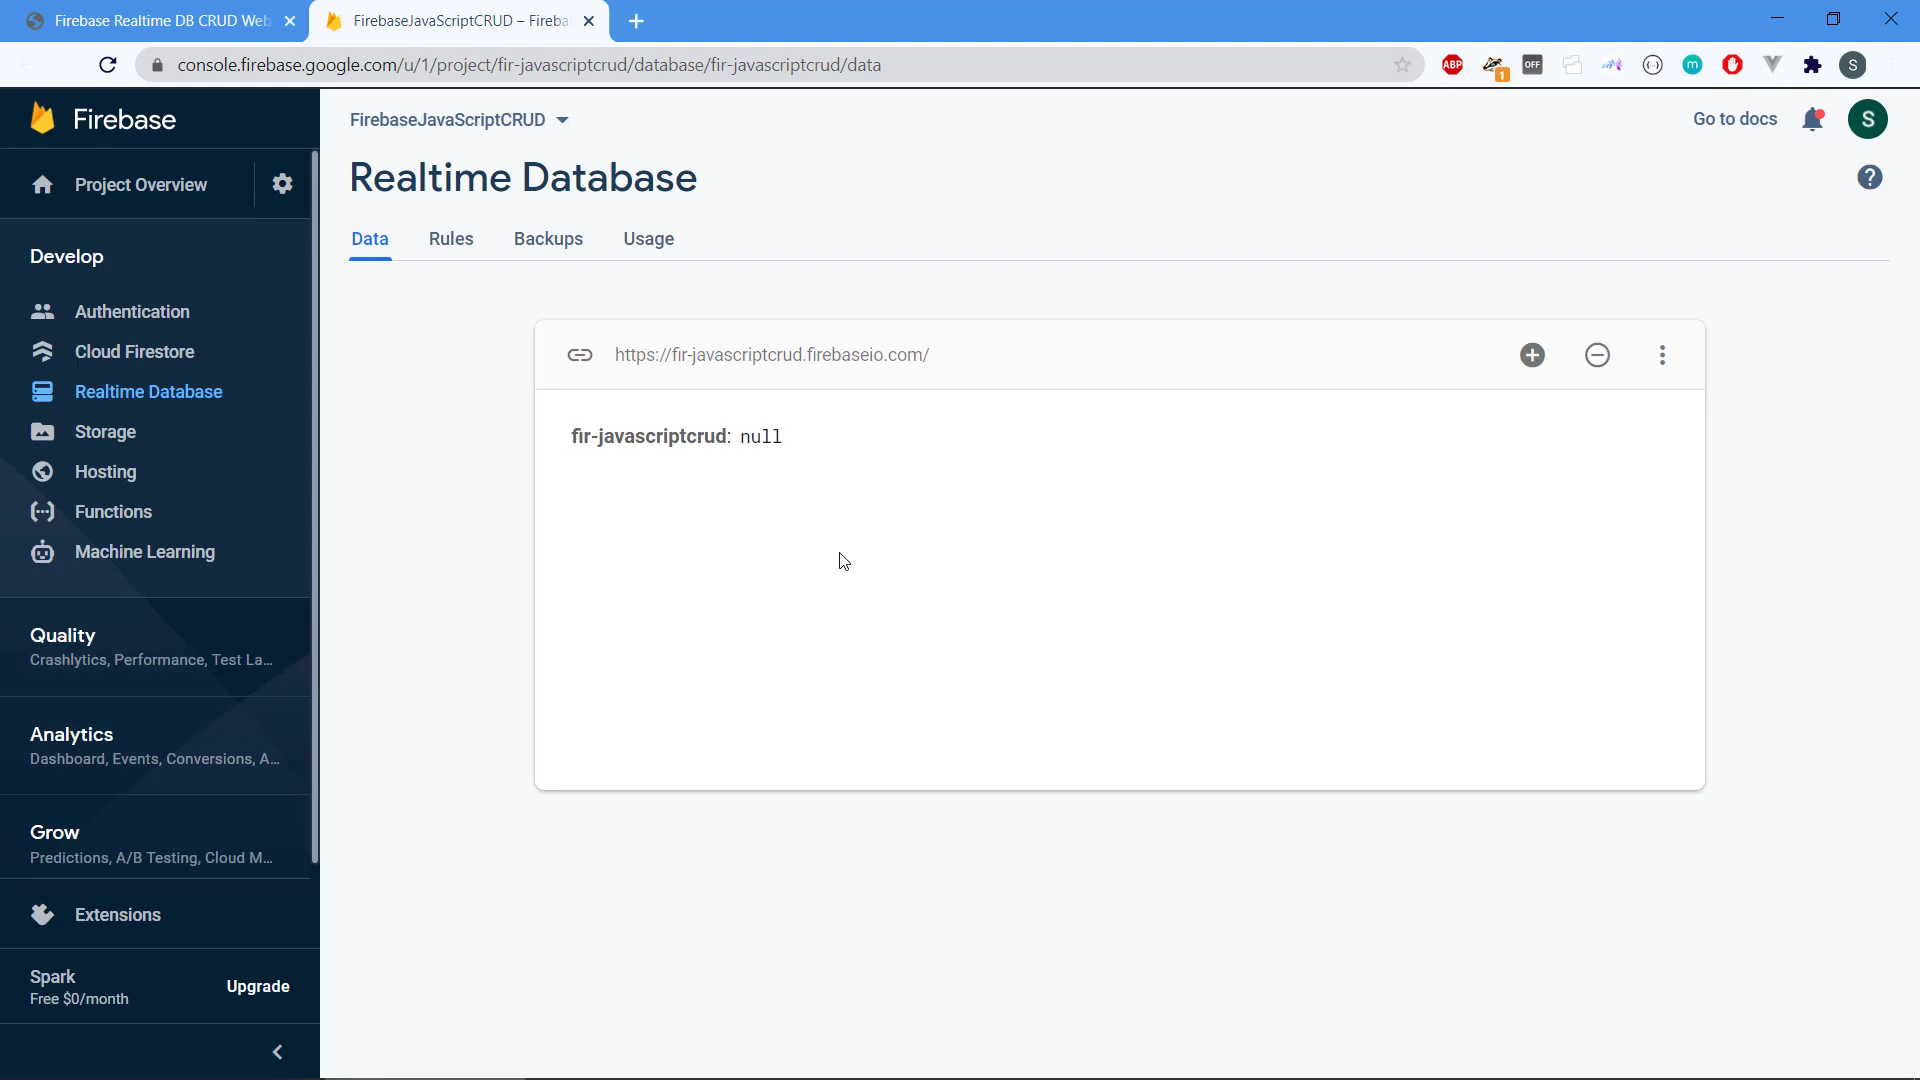 Firebase Realtime DB CRUD Web
FirebaseJavaScriptCRUD – Fireba
console.firebase.google.com/u/1/project/fir-javascriptcrud/database/fir-javascriptcrud/data
ABP
1
OFF
m
S
Firebase
FirebaseJavaScriptCRUD
Go to docs
S
Project Overview
Realtime Database
?
Data
Rules
Backups
Usage
Develop
Authentication
Cloud Firestore
Realtime Database
Storage
Hosting
Functions
Machine Learning
https://fir-javascriptcrud.firebaseio.com/
fir-javascriptcrud: null
Quality
Crashlytics, Performance, Test La...
Analytics
Dashboard, Events, Conversions, A...
Grow
Predictions, A/B Testing, Cloud M...
Extensions
Spark
Free $0/month
Upgrade